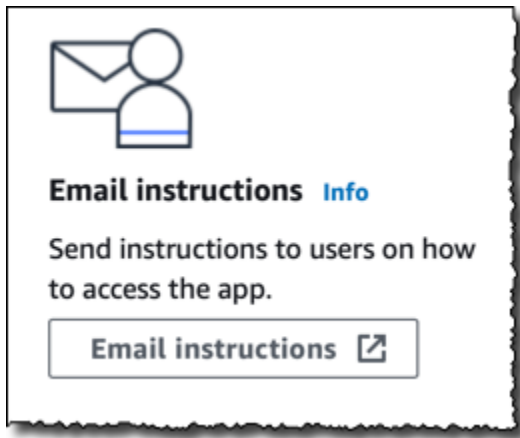 Email instructions Info
Send instructions to users on how
to access the app.
Email instructions